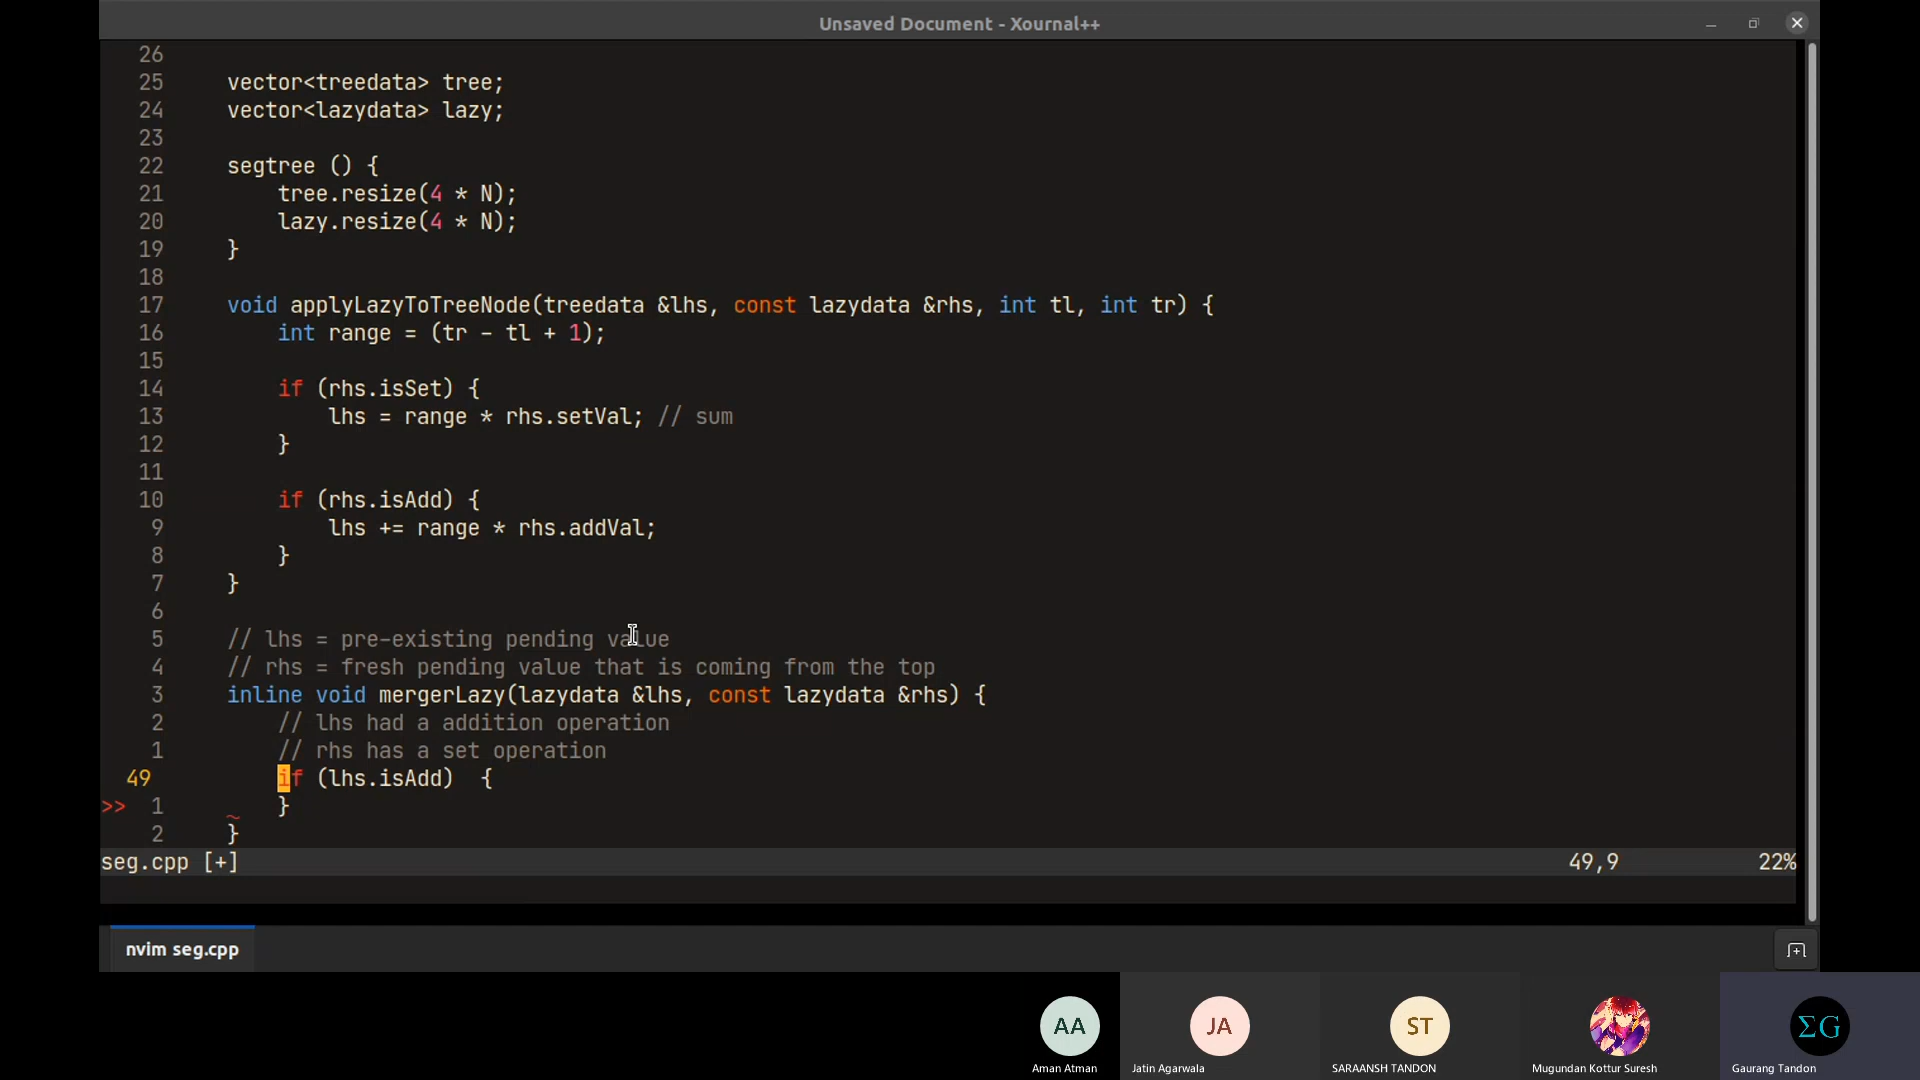 Unsaved Document - Xournal++
26
25 vector<treedata> tree;
24 vector<lazydata> lazy;
23
22 segtree () {
21 tree.resize(4 * N);
20 lazy.resize(4 * N);
19 }
18
17 void applyLazyToTreeNode(treedata &lhs, const lazydata &rhs, int tl, int tr) {
16 int range = (tr - tl + 1);
15
14 if (rhs.isSet) {
13 lhs = range * rhs.setVal; // sum
12 }
11
10 if (rhs.isAdd) {
9 lhs += range * rhs.addVal;
8 }
7 }
6
5 // lhs = pre-existing pending value
4 // rhs = fresh pending value that is coming from the top
3 inline void mergerLazy(lazydata &lhs, const lazydata &rhs) {
2 // lhs had a addition operation
1 // rhs has a set operation
49 if (lhs.isAdd)  {
>> 1 ~ }
2 }
seg.cpp [+] 49,9 22%
nvim seg.cpp
AA JA ST ΣG
Aman Atman Jatin Agarwala SARAANSH TANDON Mugundan Kottur Suresh Gaurang Tandon